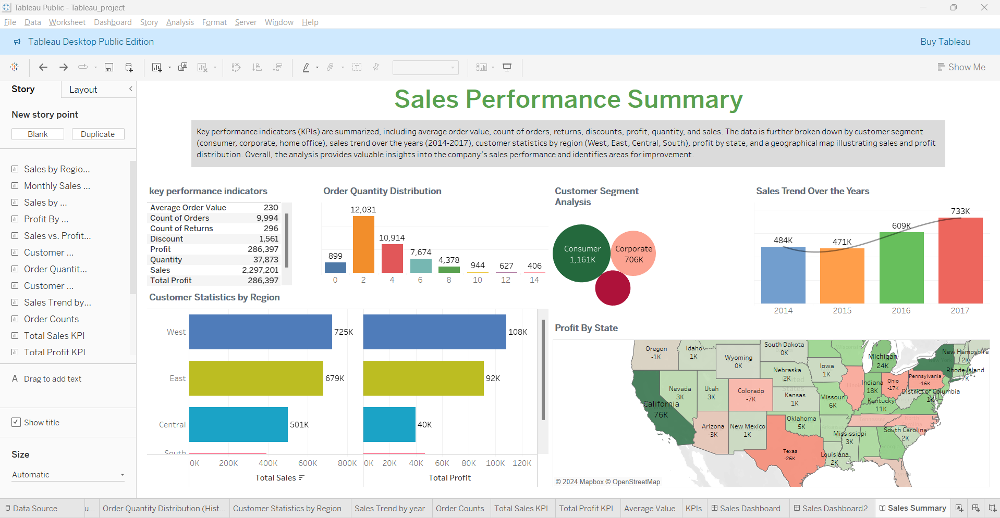 Tableau Public - Tableau_project
File Data Worksheet Dashboard Story Analysis Format Server Window Help
Tableau Desktop Public Edition
Buy Tableau
Show Me
Story
Layout
New story point
Blank
Duplicate
Sales by Regio...
Monthly Sales ...
Sales by ...
Profit By ...
Sales vs. Profit...
Customer ...
Order Quantit...
Customer ...
Sales Trend by...
Order Counts
Total Sales KPI
Total Profit KPI
A Drag to add text
Show title
Size
Automatic
Sales Performance Summary
Key performance indicators (KPIs) are summarized, including average order value, count of orders, returns, discounts, profit, quantity, and sales. The data is further broken down by customer segment
(consumer, corporate, home office), sales trend over the years (2014-2017), customer statistics by region (West, East, Central, South), profit by state, and a geographical map illustrating sales and profit
distribution. Overall, the analysis provides valuable insights into the company's sales performance and identifies areas for improvement.
key performance indicators
Average Order Value 230
Count of Orders 9,994
Count of Returns 296
Discount 1,561
Profit 286,397
Quantity 37,873
Sales 2,297,201
Total Profit 286,397
Order Quantity Distribution
12,031
10,914
899
7,674
4,378
944
627
406
0 2 4 6 8 10 12 14
Customer Segment
Analysis
Consumer
1,161K
Corporate
706K
Sales Trend Over the Years
733K
609K
484K
471K
2014 2015 2016 2017
Customer Statistics by Region
West 725K 108K
East 679K 92K
Central 501K 40K
South
0K 200K 400K 600K 800K 0K 20K 40K 60K 80K 100K 120K
Total Sales
Total Profit
Profit By State
Oregon
-1K
Idaho
1K
Wyoming
0K
South Dakota
0K
Wisconsin
Michigan
24K
New York
New Hampshire
2K
Nebraska
2K
Iowa
1K
Rhode Island
7K
United
States
Nevada
3K
Utah
3K
Colorado
-7K
Kansas
1K
Missouri
6K
Illinois
Indiana
18K
Ohio
-17K
Pennsylvania
-16K
District of Columbia
1K
California
76K
Kentucky
11K
Arizona
-3K
New Mexico
1K
Oklahoma
5K
Arkansas
Tennessee
North
Carolina
Mississippi
3K
South Carolina
2K
Georgia
Texas
-26K
Louisiana
2K
Florida
© 2024 Mapbox © OpenStreetMap
Data Source
u...
Order Quantity Distribution (Hist...
Customer Statistics by Region
Sales Trend by year
Order Counts
Total Sales KPI
Total Profit KPI
Average Value
KPIs
Sales Dashboard
Sales Dashboard2
Sales Summary